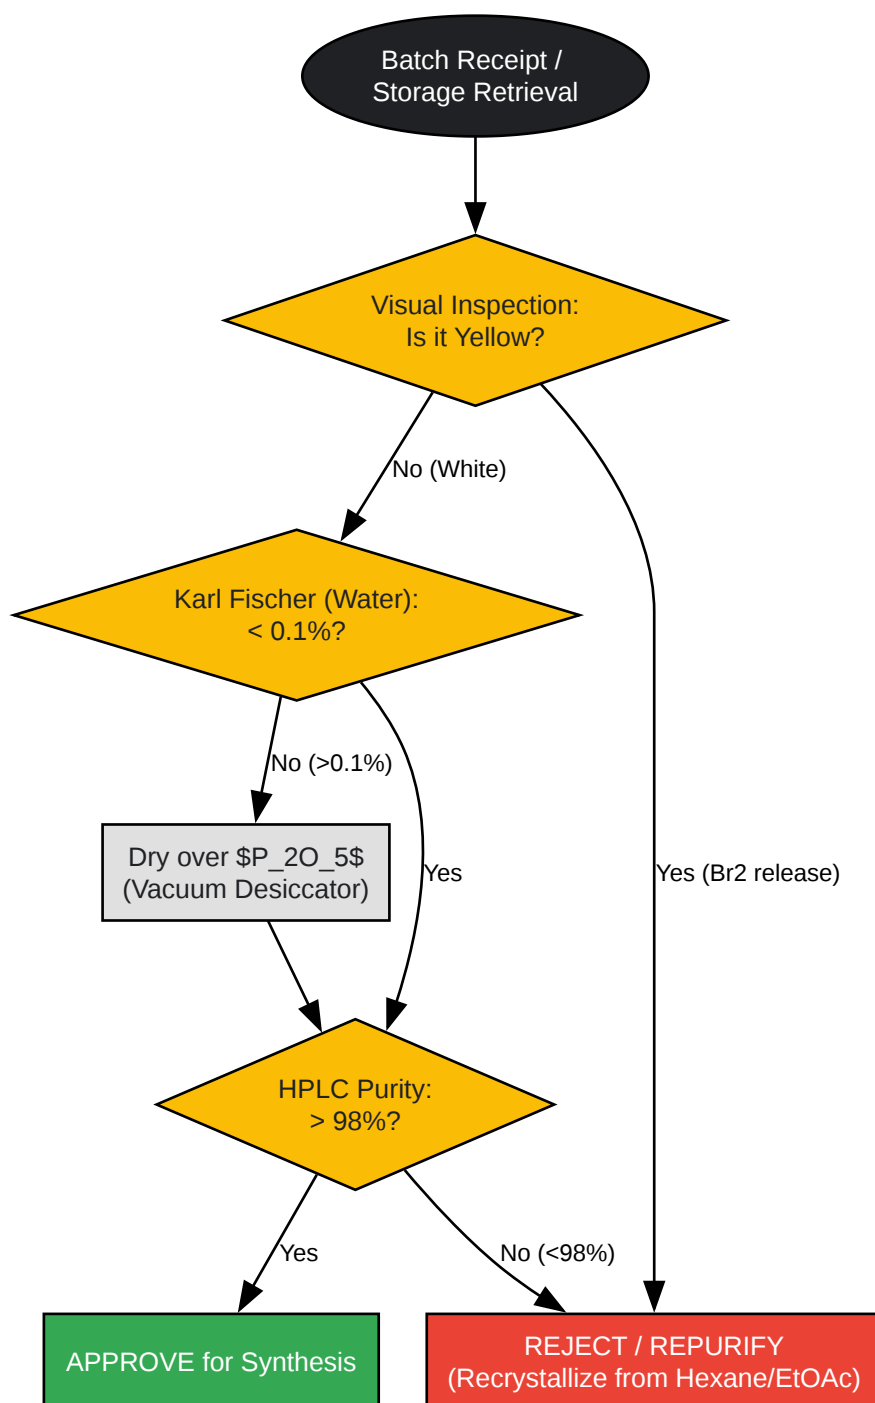 Batch Receipt /
Storage Retrieval
Visual Inspection:
Is it Yellow?
No (White)
Karl Fischer (Water):
< 0.1%?
No (>0.1%)
Dry over $P_2O_5$
(Vacuum Desiccator)
Yes
Yes (Br2 release)
HPLC Purity:
> 98%?
Yes
No (<98%)
APPROVE for Synthesis
REJECT / REPURIFY
(Recrystallize from Hexane/EtOAc)